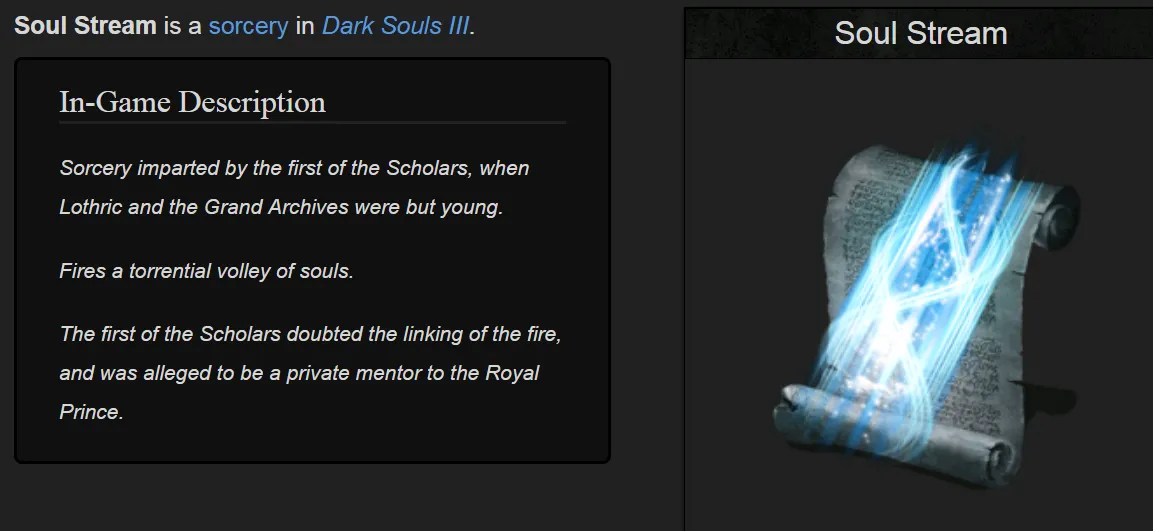 Soul Stream is a sorcery in Dark Souls III.
Soul Stream
In-Game Description
Sorcery imparted by the first of the Scholars, when
Lothric and the Grand Archives were but young.
Fires a torrential volley of souls.
The first of the Scholars doubted the linking of the fire,
and was alleged to be a private mentor to the Royal
Prince.